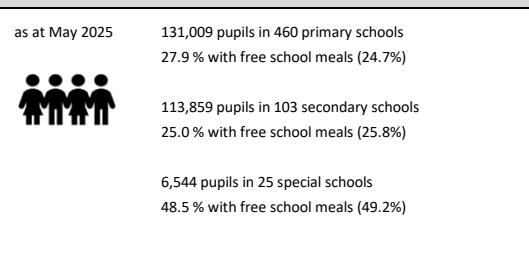 as at May 2025
131,009 pupils in 460 primary schools
27.9 % with free school meals (24.7%)
113,859 pupils in 103 secondary schools
25.0 % with free school meals (25.8%)
6,544 pupils in 25 special schools
48.5 % with free school meals (49.2%)